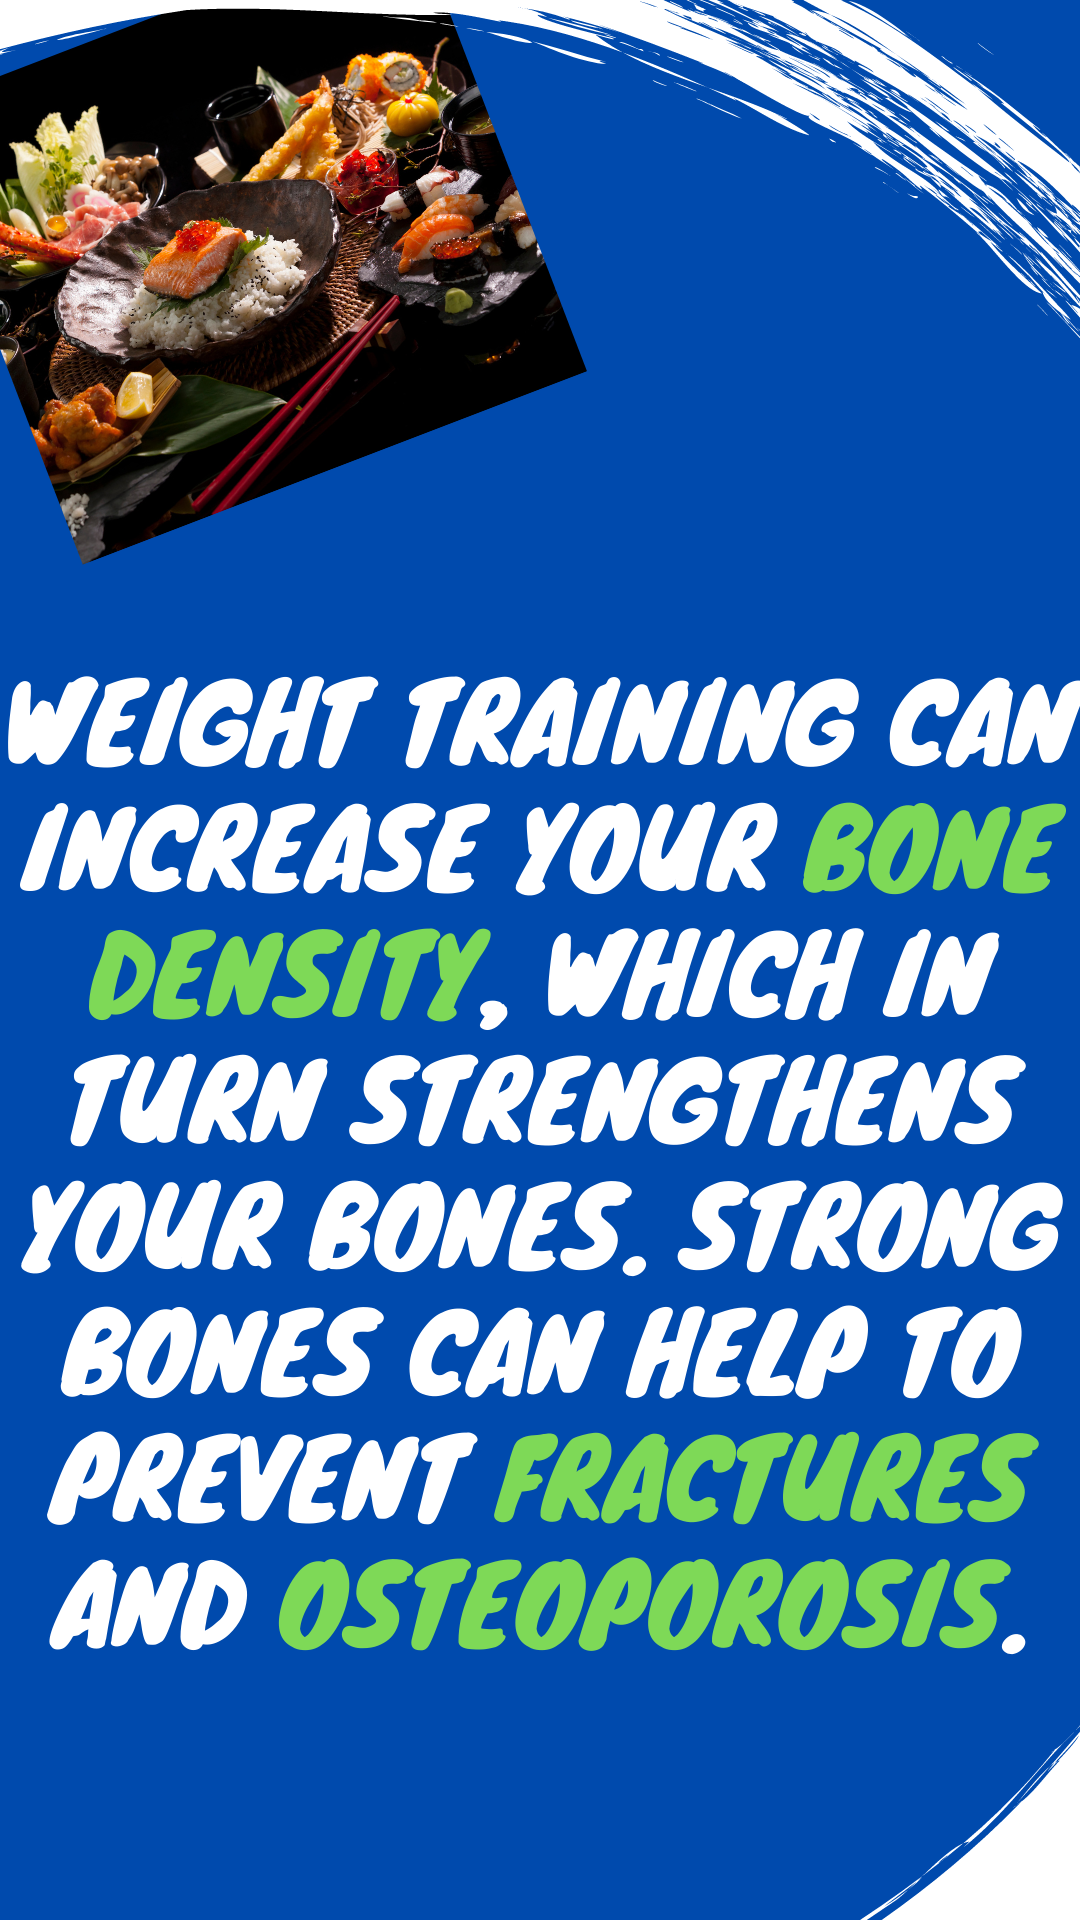 WEIGHT TRAINING CAN
INCREASE YOUR BONE
DENSITY, WHICH IN
TURN STRENGTHENS
YOUR BONES. STRONG
BONES CAN HELP TO
PREVENT FRACTURES
AND OSTEOPOROSIS.